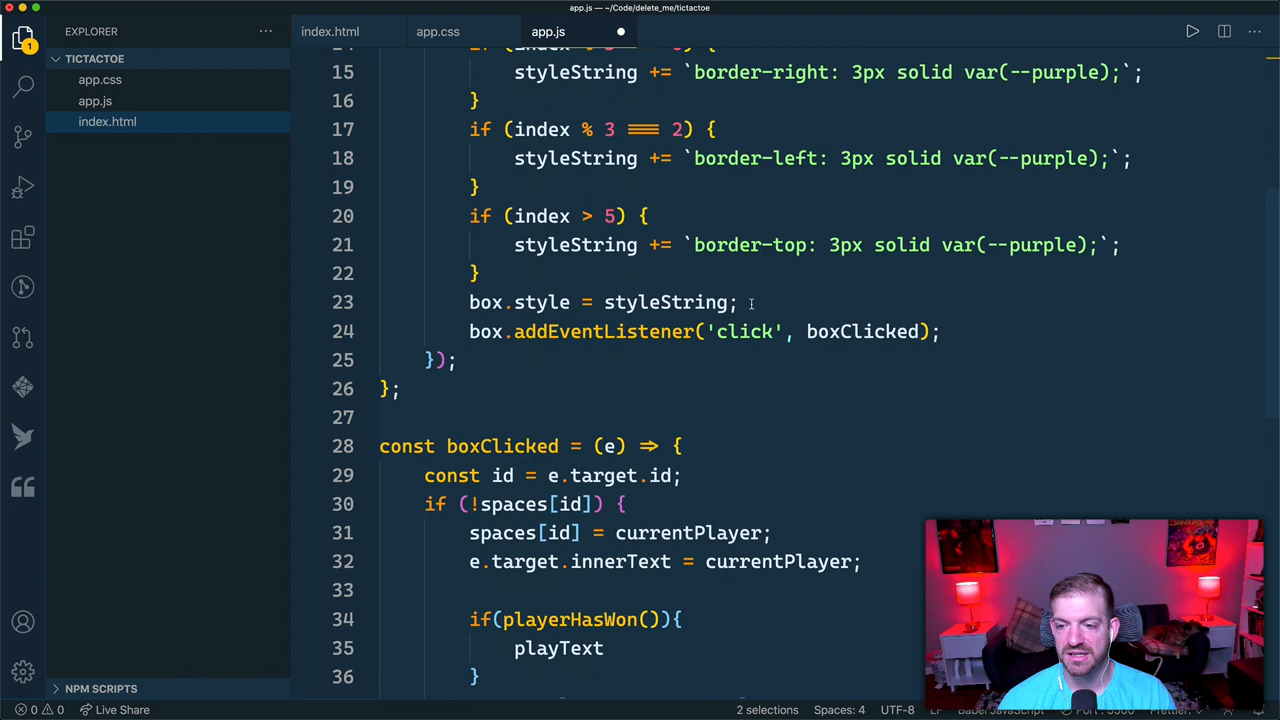 app.js — ~/Code/delete_me/tictactoe
EXPLORER
index.html
app.css
app.js
TICTACTOE
app.css
app.js
index.html
NPM SCRIPTS
1
15 styleString += `border-right: 3px solid var(--purple);`;
16 }
17 if (index % 3 === 2) {
18 styleString += `border-left: 3px solid var(--purple);`;
19 }
20 if (index > 5) {
21 styleString += `border-top: 3px solid var(--purple);`;
22 }
23 box.style = styleString;
24 box.addEventListener('click', boxClicked);
25 });
26 };
27
28 const boxClicked = (e) => {
29 const id = e.target.id;
30 if (!spaces[id]) {
31 spaces[id] = currentPlayer;
32 e.target.innerText = currentPlayer;
33
34 if(playerHasWon()){
35 playText
36 }
0 0 Live Share
2 selections
Spaces: 4
UTF-8